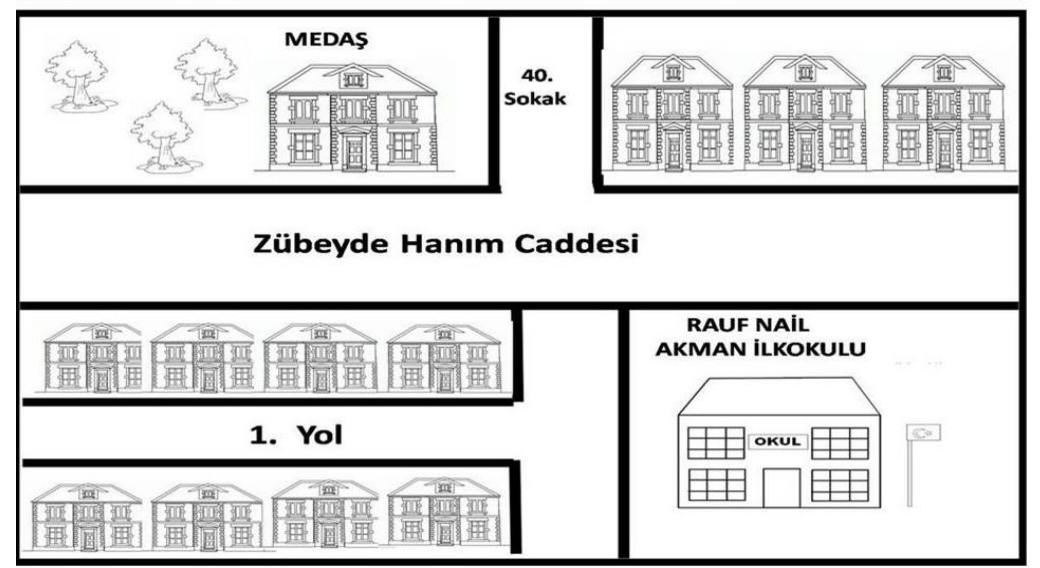 MEDAŞ
40.
Sokak
Zübeyde Hanım Caddesi
RAUF NAİL
AKMAN İLKOKULU
1. Yol
OKUL